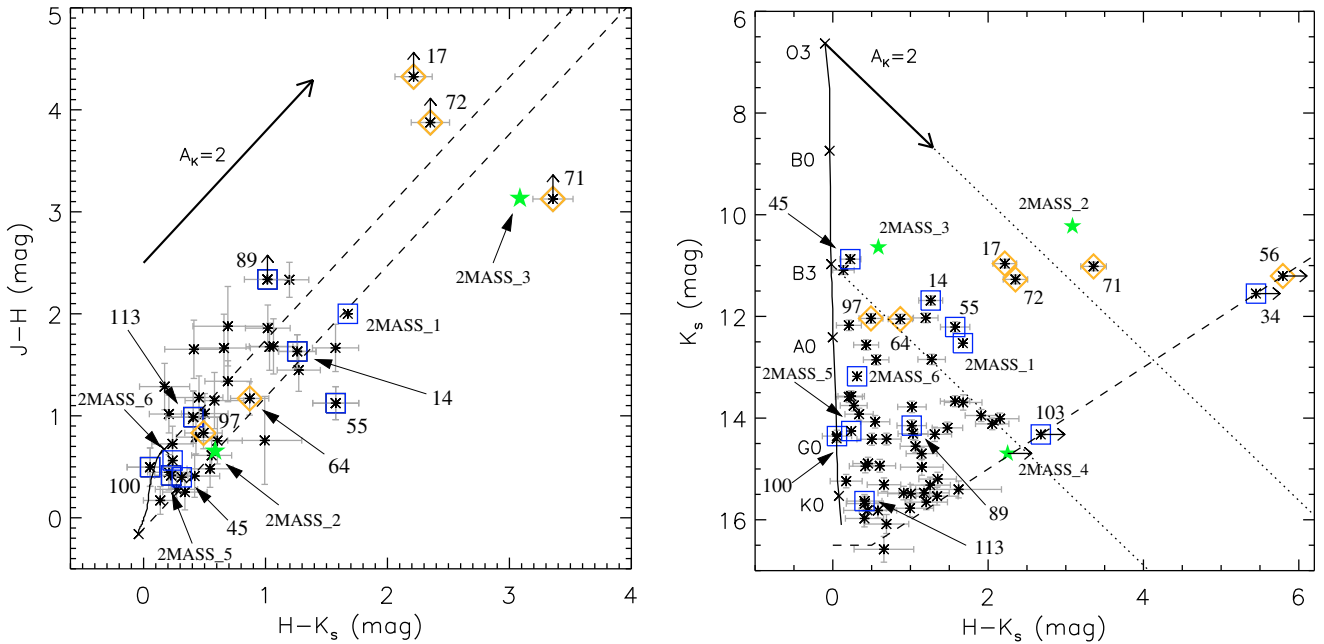 5
4
3
2
1
0
0
1
2
3
4
J−H (mag)
H−Kₛ (mag)
A_K=2
17
72
71
2MASS_3
89
2MASS_1
113
14
2MASS_6
97
55
64
100
45
2MASS_2
2MASS_5
6
8
10
12
14
16
0
2
4
6
Kₛ (mag)
H−Kₛ (mag)
O3
A_K=2
B0
45
2MASS_3
2MASS_2
17
56
B3
14
72
71
97
55
34
A0
64
2MASS_1
2MASS_5
2MASS_6
103
G0
2MASS_4
100
89
K0
113